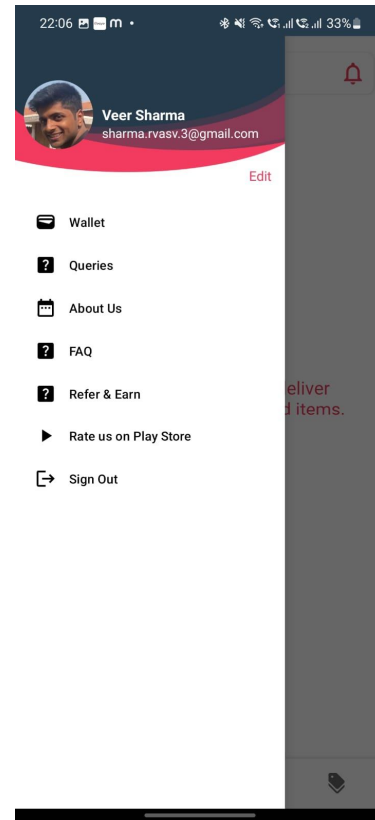 22:06 m • 33%
Veer Sharma
sharma.rvasv.3@gmail.com
Edit
Wallet
Queries
About Us
FAQ
Refer & Earn
Rate us on Play Store
Sign Out
eliver
items.